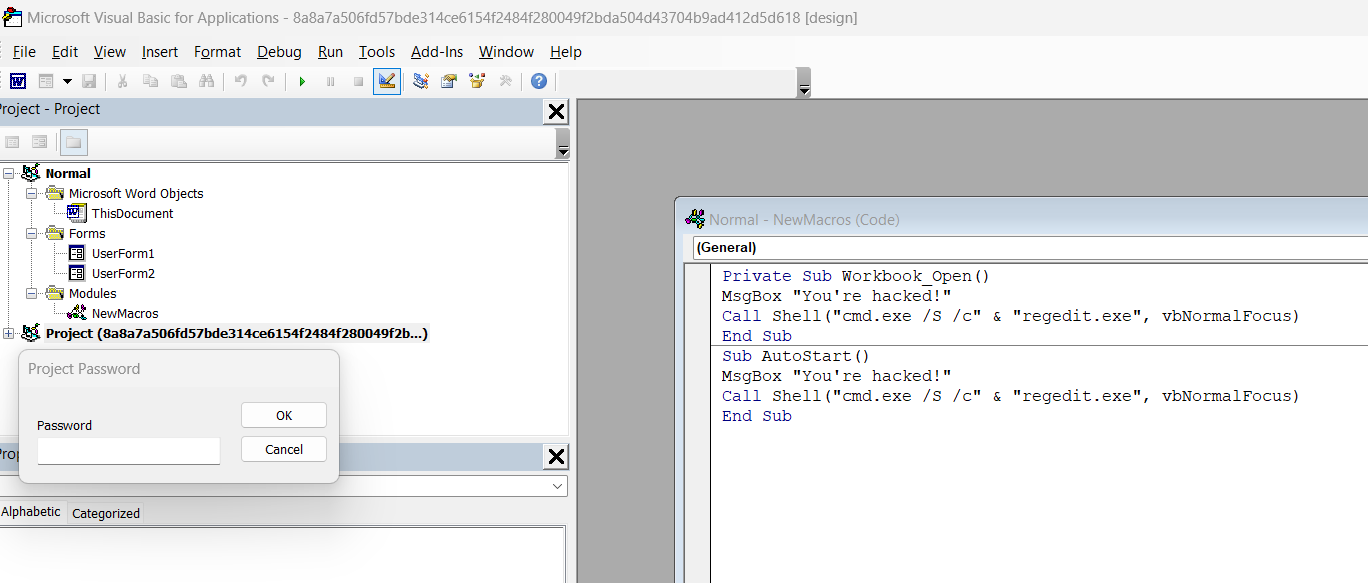 Microsoft Visual Basic for Applications - 8a8a7a506fd57bde314ce6154f2484f280049f2bda504d43704b9ad412d5d618 [design]
File Edit View Insert Format Debug Run Tools Add-Ins Window Help
Project - Project
Normal
Microsoft Word Objects
ThisDocument
Forms
UserForm1
UserForm2
Modules
NewMacros
Project (8a8a7a506fd57bde314ce6154f2484f280049f2b...)
Project Password
Password
OK
Cancel
Alphabetic Categorized
Normal - NewMacros (Code)
(General)
Private Sub Workbook_Open()
MsgBox "You're hacked!"
Call Shell("cmd.exe /S /c" & "regedit.exe", vbNormalFocus)
End Sub
Sub AutoStart()
MsgBox "You're hacked!"
Call Shell("cmd.exe /S /c" & "regedit.exe", vbNormalFocus)
End Sub